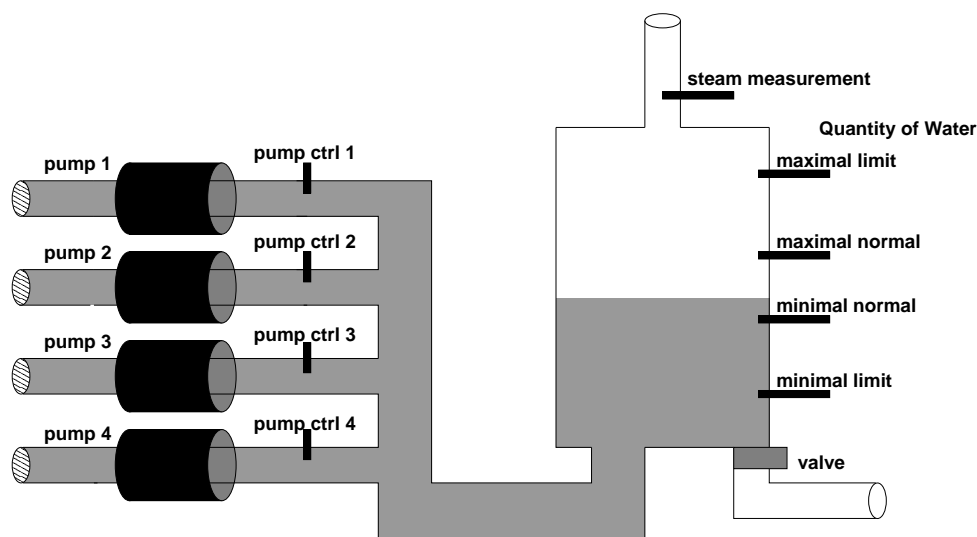 steam measurement
Quantity of Water
pump 1
pump ctrl 1
maximal limit
pump 2
pump ctrl 2
maximal normal
pump 3
pump ctrl 3
minimal normal
pump 4
pump ctrl 4
minimal limit
valve